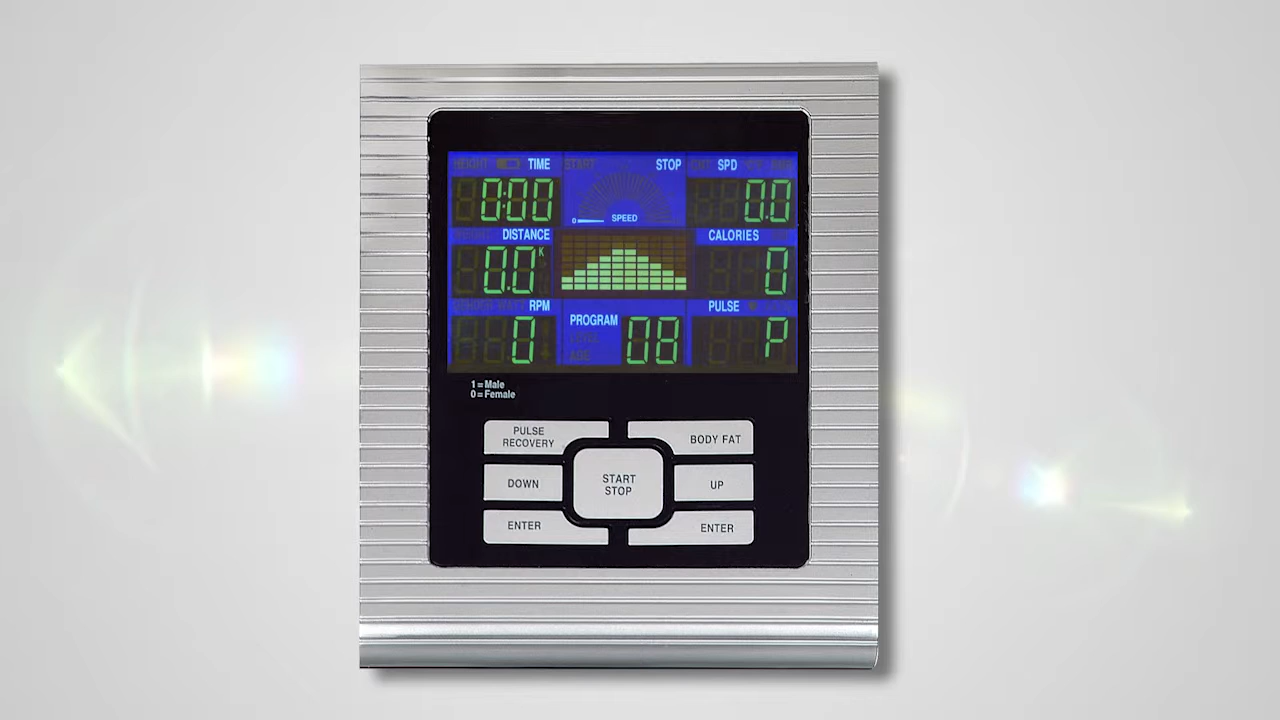 TIME
STOP
SPD
0:00
0.0
0
SPEED
DISTANCE
CALORIES
0.0 K
0
RPM
PULSE
PROGRAM
0
08
P
1 = Male
0 = Female
PULSE
RECOVERY
BODY FAT
DOWN
START
STOP
UP
ENTER
ENTER